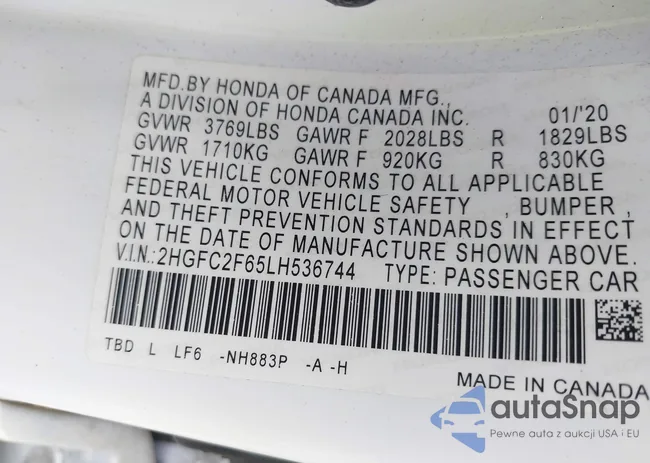 MFD.BY HONDA OF CANADA MFG.,
A DIVISION OF HONDA CANADA INC. 01/'20
GVWR 3769LBS GAWR F 2028LBS R 1829LBS
GVWR 1710KG GAWR F 920KG R 830KG
THIS VEHICLE CONFORMS TO ALL APPLICABLE
FEDERAL MOTOR VEHICLE SAFETY , BUMPER ,
AND THEFT PREVENTION STANDARDS IN EFFECT
ON THE DATE OF MANUFACTURE SHOWN ABOVE.
V.I.N.:2HGFC2F65LH536744 TYPE: PASSENGER CAR
TBD L LF6 -NH883P -A -H
MADE IN CANADA
autaSnap
Pewne auta z aukcji USA i EU